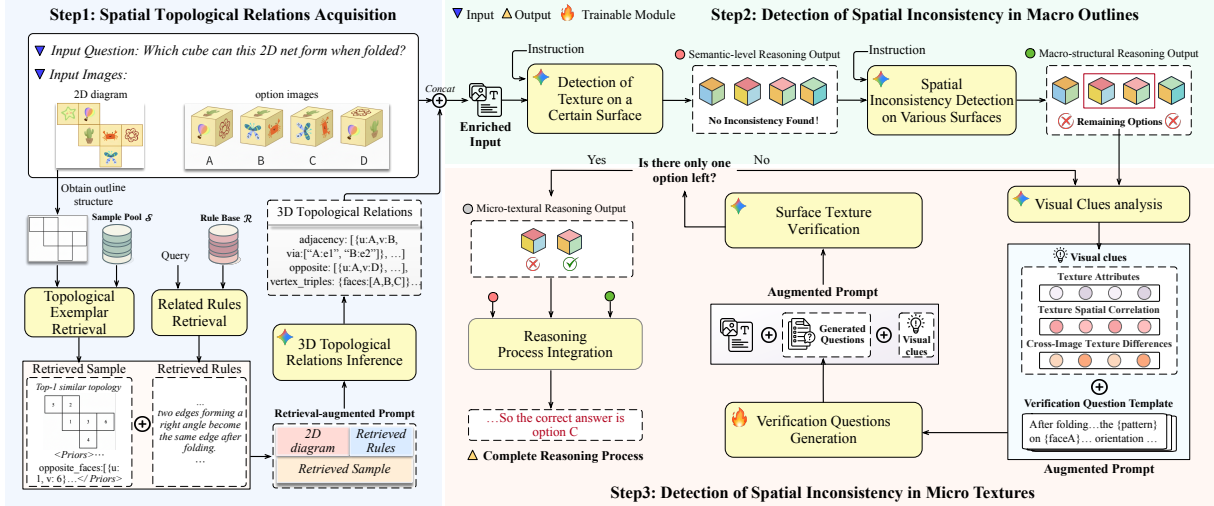 Step1: Spatial Topological Relations Acquisition
Input Question: Which cube can this 2D net form when folded?
Input Images:
2D diagram
option images
A
B
C
D
Concat
Obtain outline
structure
Sample Pool 𝒮
Rule Base ℛ
Query
Topological
Exemplar
Retrieval
Related Rules
Retrieval
3D Topological Relations
adjacency: [{u:A,v:B,
via:["A:e1", "B:e2"]}, …]
opposite: [{u:A,v:D}, …],
vertex_triples: {faces:[A,B,C]}…
3D Topological
Relations Inference
Retrieved Sample
Top-1 similar topology
5 2
1 3 6
4
<Priors>…
opposite_faces:[{u:
1, v: 6}…</ Priors>
Retrieved Rules
…
two edges forming a
right angle become
the same edge after
folding.
…
Retrieval-augmented Prompt
2D
diagram
Retrieved
Rules
Retrieved Sample
Input
Output
Trainable Module
Step2: Detection of Spatial Inconsistency in Macro Outlines
Instruction
Enriched
Input
Detection of
Texture on a
Certain Surface
Semantic-level Reasoning Output
No Inconsistency Found!
Instruction
Spatial
Inconsistency Detection
on Various Surfaces
Macro-structural Reasoning Output
Remaining Options
Yes
Is there only one
option left?
No
Micro-textural Reasoning Output
Reasoning
Process Integration
…So the correct answer is
option C
Complete Reasoning Process
Surface Texture
Verification
Augmented Prompt
Generated
Questions
Visual
clues
Verification Questions
Generation
Visual Clues analysis
Visual clues
Texture Attributes
Texture Spatial Correlation
Cross-Image Texture Differences
Verification Question Template
After folding…the {pattern}
on {faceA}… orientation …
Augmented Prompt
Step3: Detection of Spatial Inconsistency in Micro Textures